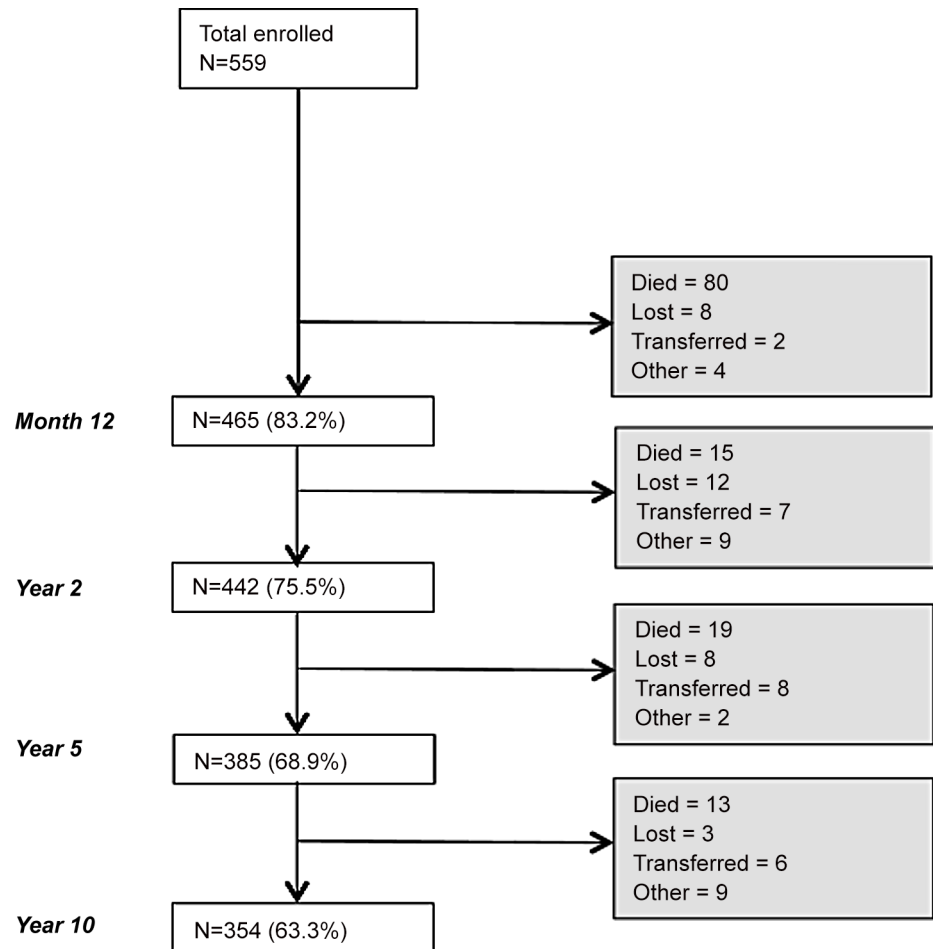 Total enrolled
N=559
Died = 80
Lost = 8
Transferred = 2
Other = 4
Month 12
N=465 (83.2%)
Died = 15
Lost = 12
Transferred = 7
Other = 9
Year 2
N=442 (75.5%)
Died = 19
Lost = 8
Transferred = 8
Other = 2
Year 5
N=385 (68.9%)
Died = 13
Lost = 3
Transferred = 6
Other = 9
Year 10
N=354 (63.3%)